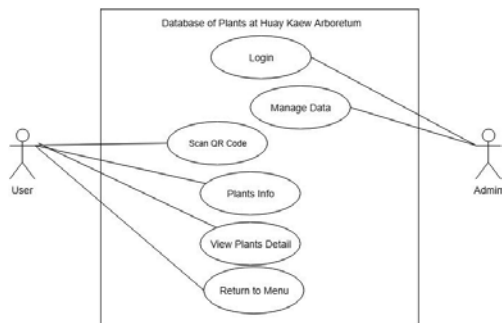 Database of Plants at Huay Kaew Arboretum
Login
Manage Data
Scan QR Code
User
Admin
Plants Info
View Plants Detail
Return to Menu